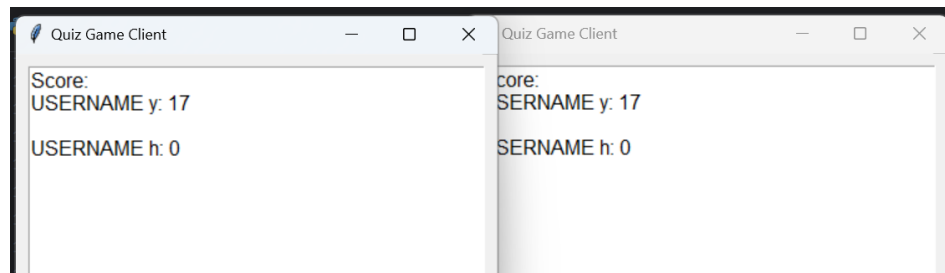 Quiz Game Client
Score:
USERNAME y: 17
USERNAME h: 0
Quiz Game Client
core:
SERNAME y: 17
SERNAME h: 0